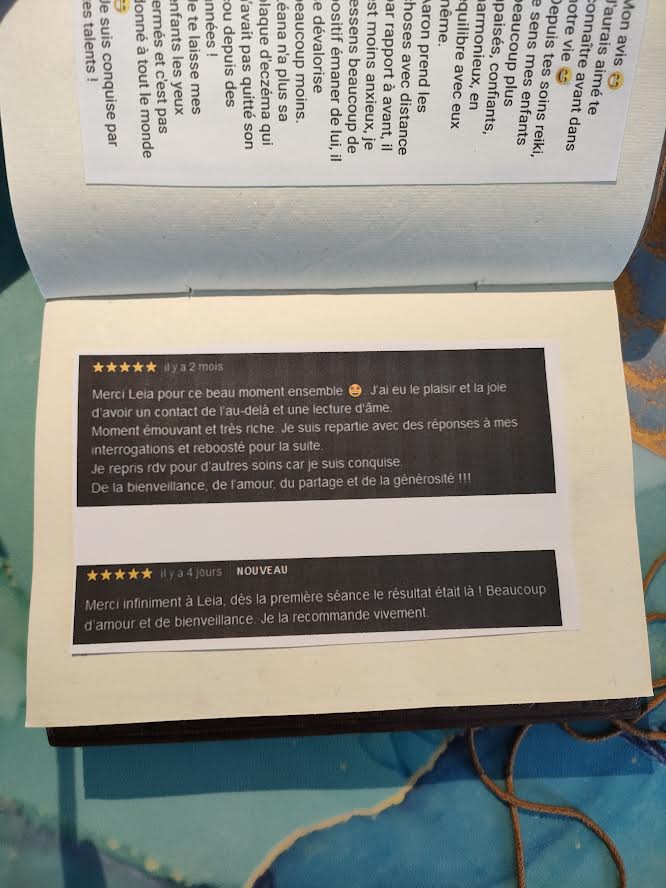 Mon avis 😊
J'aurais aimé te
connaître avant dans
notre vie 😊
Depuis tes soins reiki,
je sens mes enfants
beaucoup plus
apaisés, confiants,
harmonieux, en
équilibre avec eux
même.
Aaron prend les
choses avec distance
par rapport à avant, il
est moins anxieux, je
ressens beaucoup de
positif émaner de lui, il
se dévalorise
beaucoup moins.
Leana n'a plus sa
plaque d'eczéma qui
n'avait pas quitté son
cou depuis des
années !
Je te laisse mes
enfants les yeux
fermés et c'est pas
donné à tout le monde
😊
Je suis conquise par
tes talents !
★★★★★ il y a 2 mois
Merci Leia pour ce beau moment ensemble 🤩. J'ai eu le plaisir et la joie
d'avoir un contact de l'au-delà et une lecture d'âme.
Moment émouvant et très riche. Je suis repartie avec des réponses à mes
interrogations et reboosté pour la suite.
Je repris rdv pour d'autres soins car je suis conquise.
De la bienveillance, de l'amour, du partage et de la générosité !!!
★★★★★ il y a 4 jours NOUVEAU
Merci infiniment à Leia, dès la première séance le résultat était là ! Beaucoup
d'amour et de bienveillance. Je la recommande vivement.